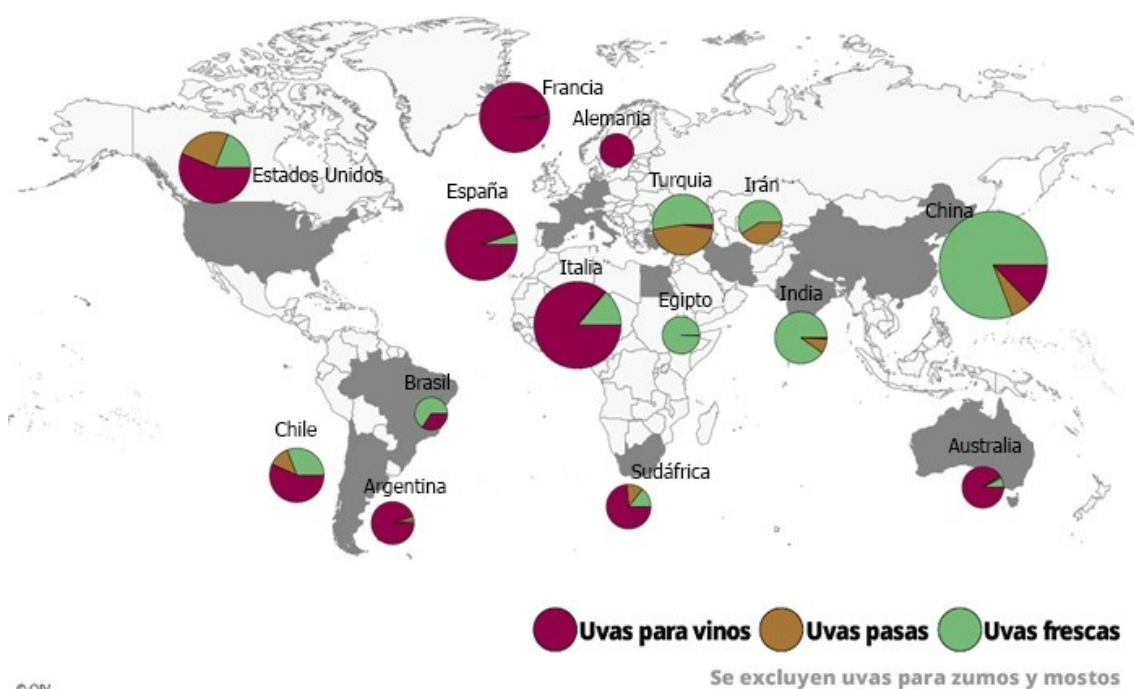 Francia
Alemania
Estados Unidos
España
Turquia
Irán
China
Italia
Egipto
India
Brasil
Chile
Argentina
Sudáfrica
Australia
Uvas para vinos
Uvas pasas
Uvas frescas
Se excluyen uvas para zumos y mostos